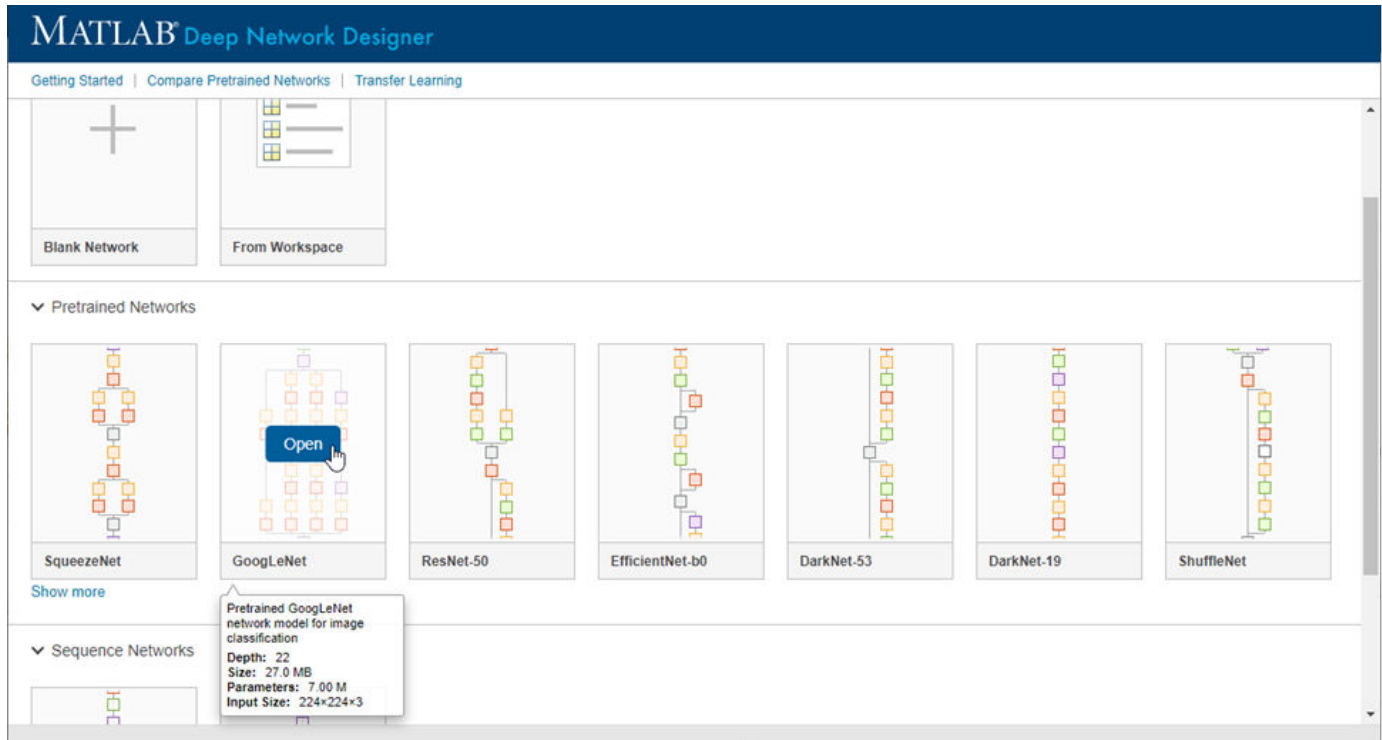 MATLAB® Deep Network Designer
Getting Started | Compare Pretrained Networks | Transfer Learning
Blank Network
From Workspace
Pretrained Networks
Open
SqueezeNet
GoogLeNet
ResNet-50
EfficientNet-b0
DarkNet-53
DarkNet-19
ShuffleNet
Show more
Pretrained GoogLeNet
network model for image
classification
Depth: 22
Size: 27.0 MB
Parameters: 7.00 M
Input Size: 224×224×3
Sequence Networks